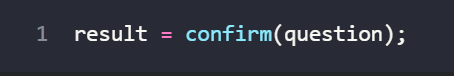 1 result = confirm(question);